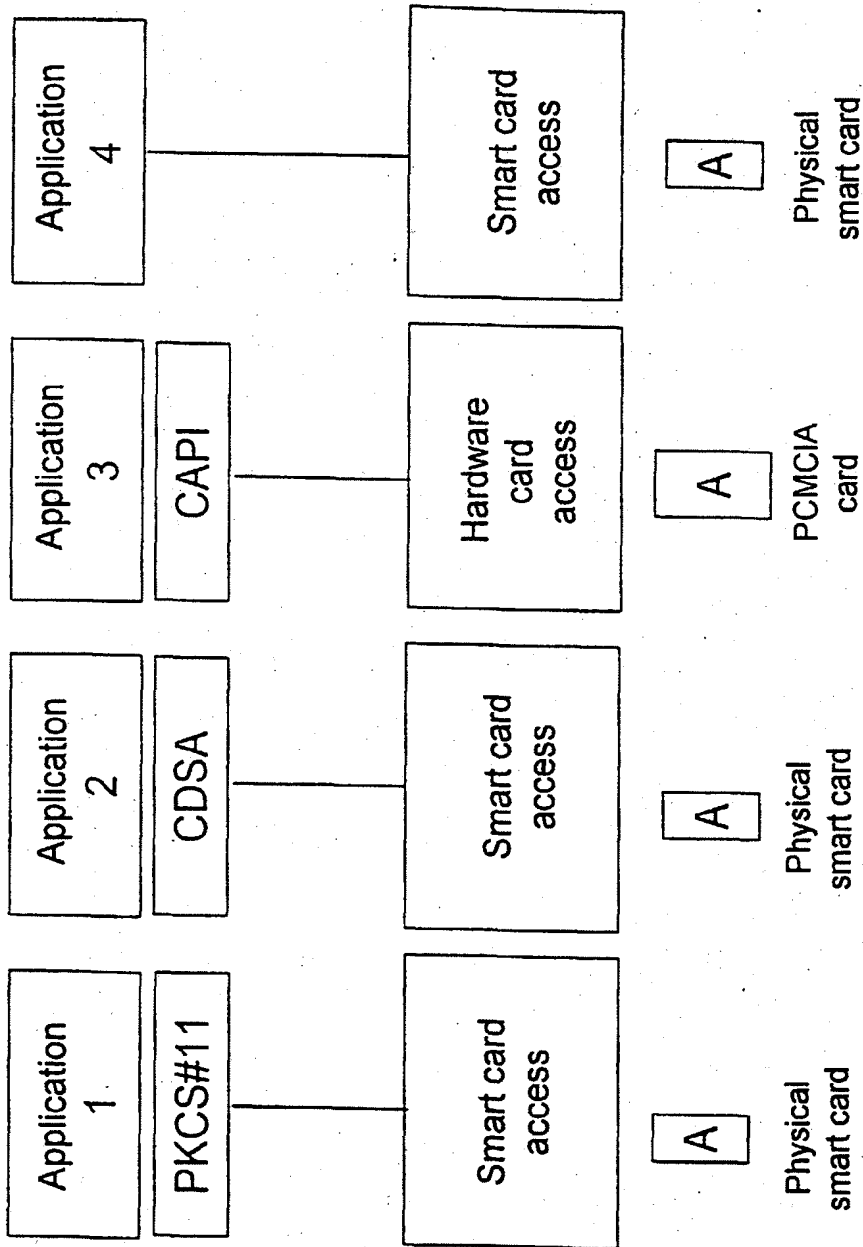 Application
1
PKCS#11
Smart card
access
A
Physical
smart card
Application
2
CDSA
Smart card
access
A
Physical
smart card
Application
3
CAPI
Hardware
card
access
A
PCMCIA
card
Application
4
Smart card
access
A
Physical
smart card